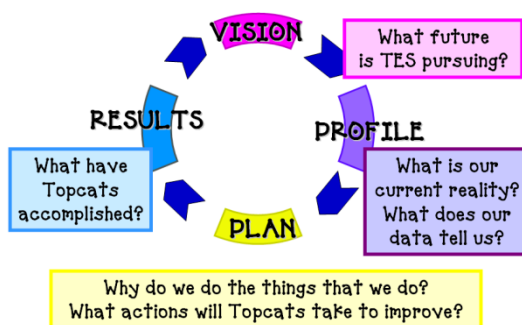 VISION
What future
is TES pursuing?
RESULTS
PROFILE
What have
Topcats
accomplished?
What is our
current reality?
What does our
data tell us?
PLAN
Why do we do the things that we do?
What actions will Topcats take to improve?